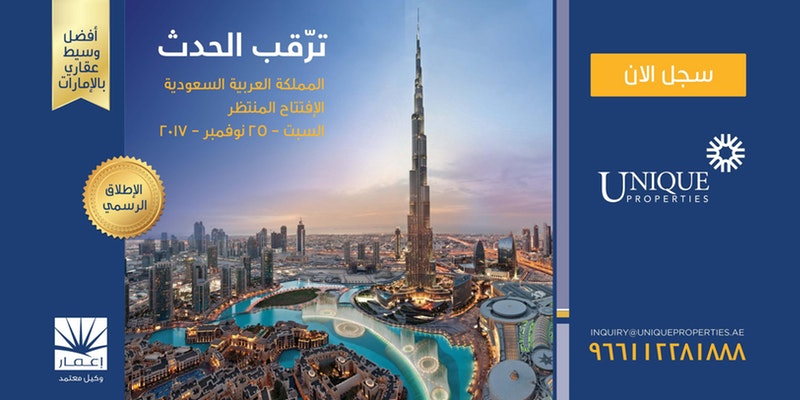 أفضل
وسيط
عقاري
بالإمارات
ترّقب الحدث
المملكة العربية السعودية
الإفتتاح المنتظر
السبت - ٢٥ نوفمبر - ٢٠١٧
الإطلاق
الرسمي
إعمار
وكيل معتمد
سجل الان
UNIQUE
PROPERTIES
INQUIRY@UNIQUEPROPERTIES.AE
٩٦٦١١٢٢٨١٨٨٨